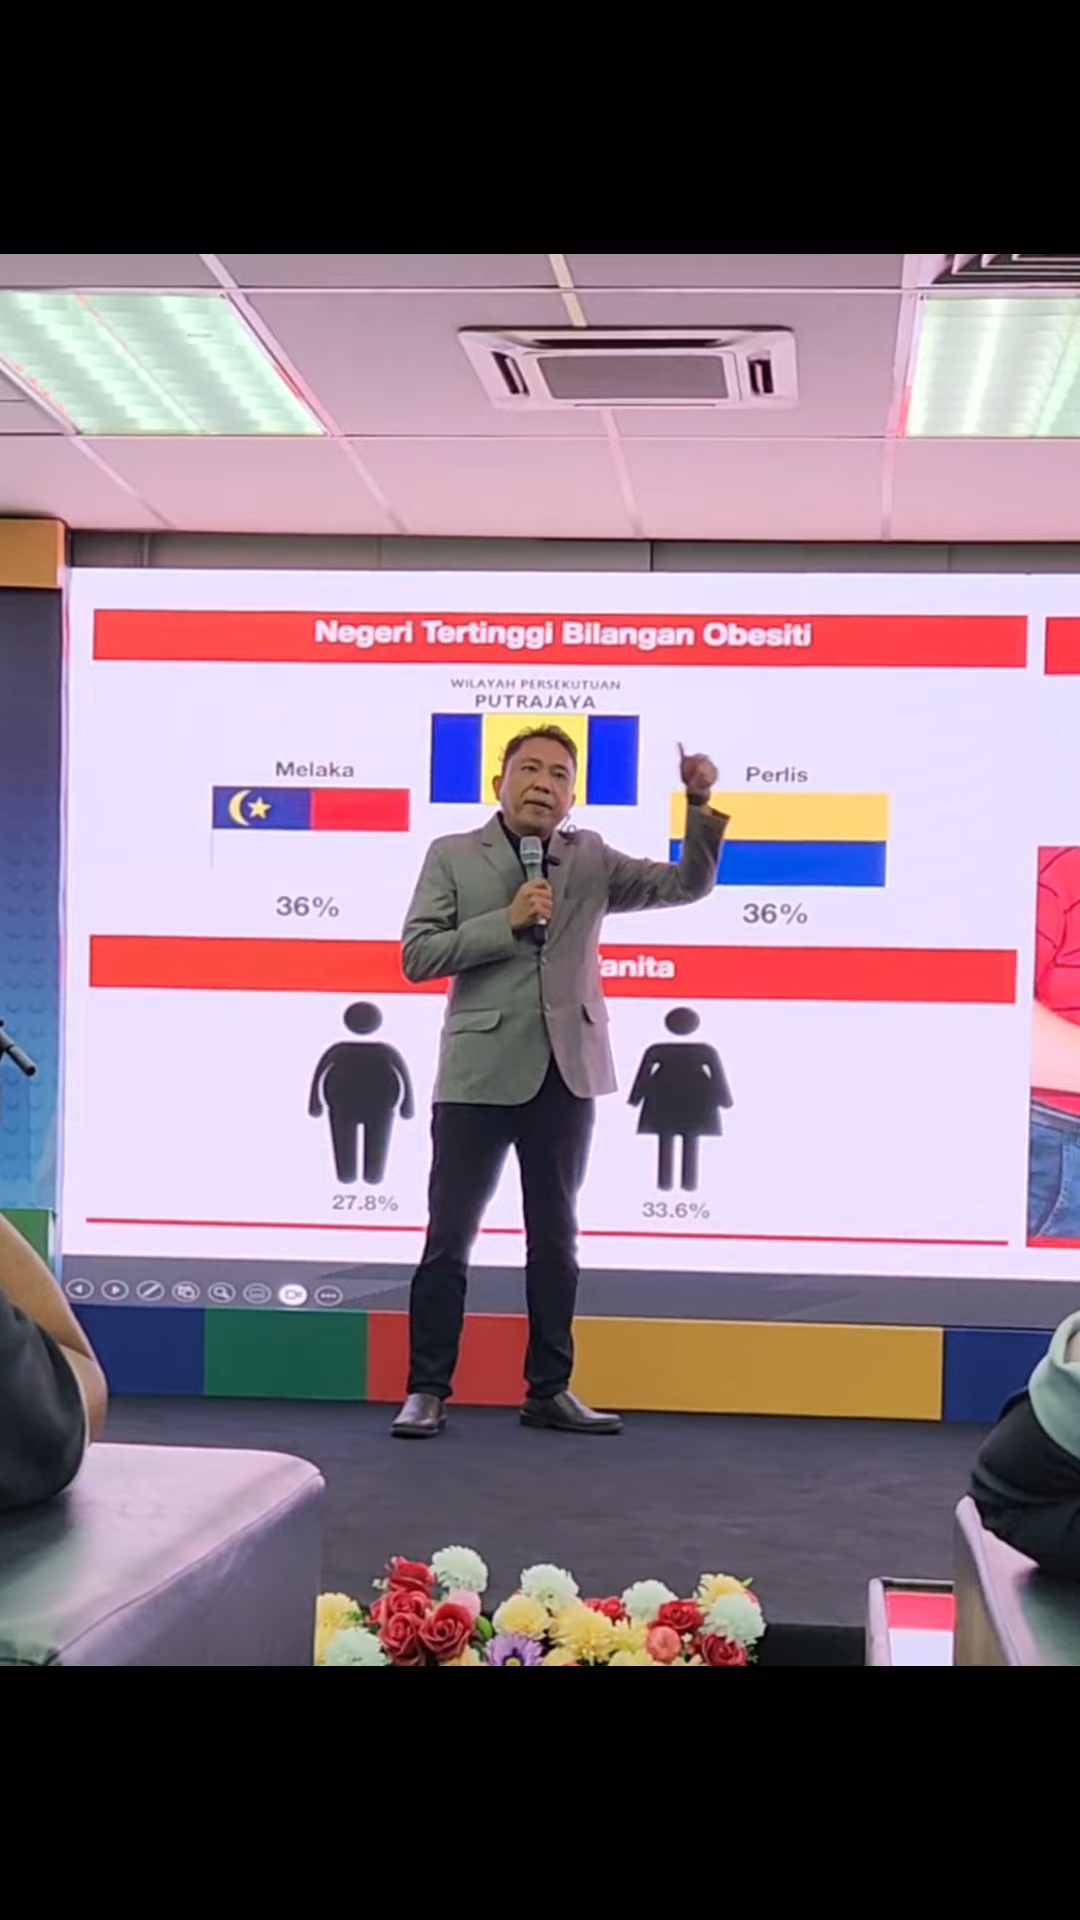 Negeri Tertinggi Bilangan Obesiti
WILAYAH PERSEKUTUAN
PUTRAJAYA
Melaka
Perlis
36%
36%
27.8%
33.6%